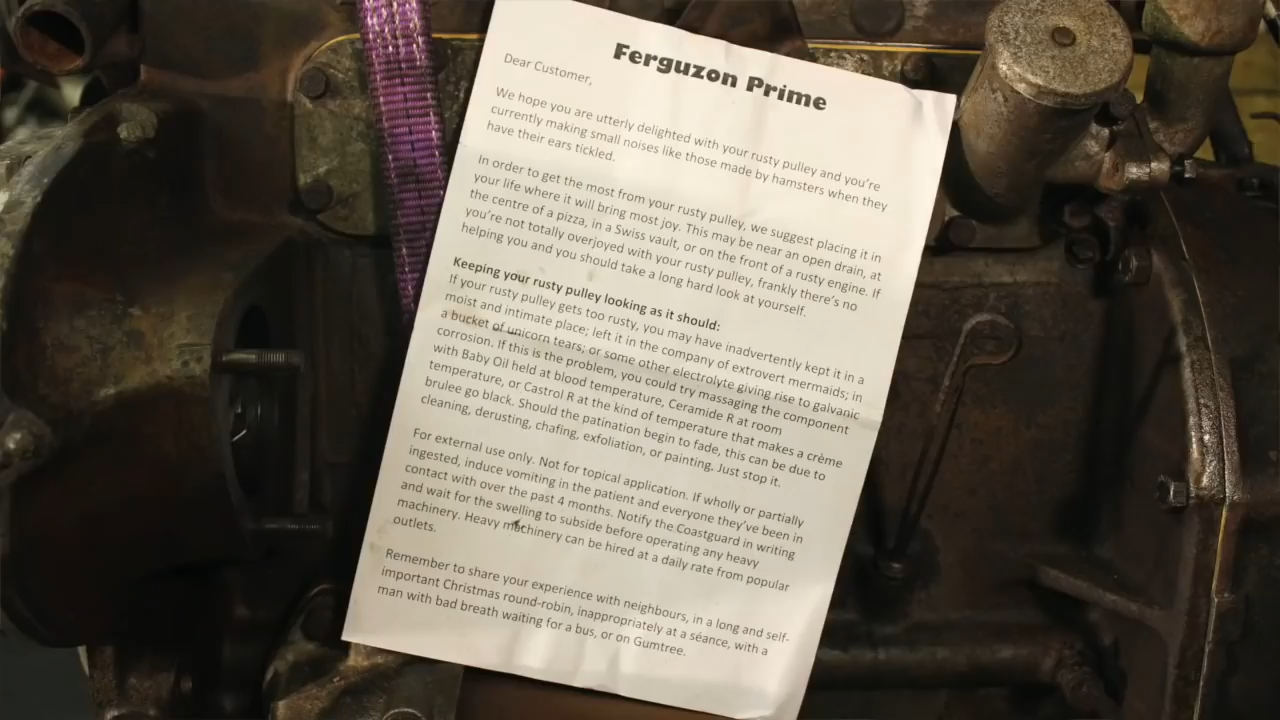 Ferguzon Prime
Dear Customer,
We hope you are utterly delighted with your rusty pulley and you're
currently making small noises like those made by hamsters when they
have their ears tickled.
In order to get the most from your rusty pulley, we suggest placing it in
your life where it will bring most joy. This may be near an open drain, at
the centre of a pizza, in a Swiss vault, or on the front of a rusty engine. If
you're not totally overjoyed with your rusty pulley, frankly there's no
helping you and you should take a long hard look at yourself.
Keeping your rusty pulley looking as it should:
If your rusty pulley gets too rusty, you may have inadvertently kept it in a
moist and intimate place; left it in the company of extrovert mermaids; in
a bucket of unicorn tears; or some other electrolyte giving rise to galvanic
corrosion. If this is the problem, you could try massaging the component
with Baby Oil held at blood temperature, Ceramide R at room
temperature, or Castrol R at the kind of temperature that makes a crème
brulee go black. Should the patination begin to fade, this can be due to
cleaning, derusting, chafing, exfoliation, or painting. Just stop it.
For external use only. Not for topical application. If wholly or partially
ingested, induce vomiting in the patient and everyone they've been in
contact with over the past 4 months. Notify the Coastguard in writing
and wait for the swelling to subside before operating any heavy
machinery. Heavy machinery can be hired at a daily rate from popular
outlets.
Remember to share your experience with neighbours, in a long and self-
important Christmas round-robin, inappropriately at a séance, with a
man with bad breath waiting for a bus, or on Gumtree.